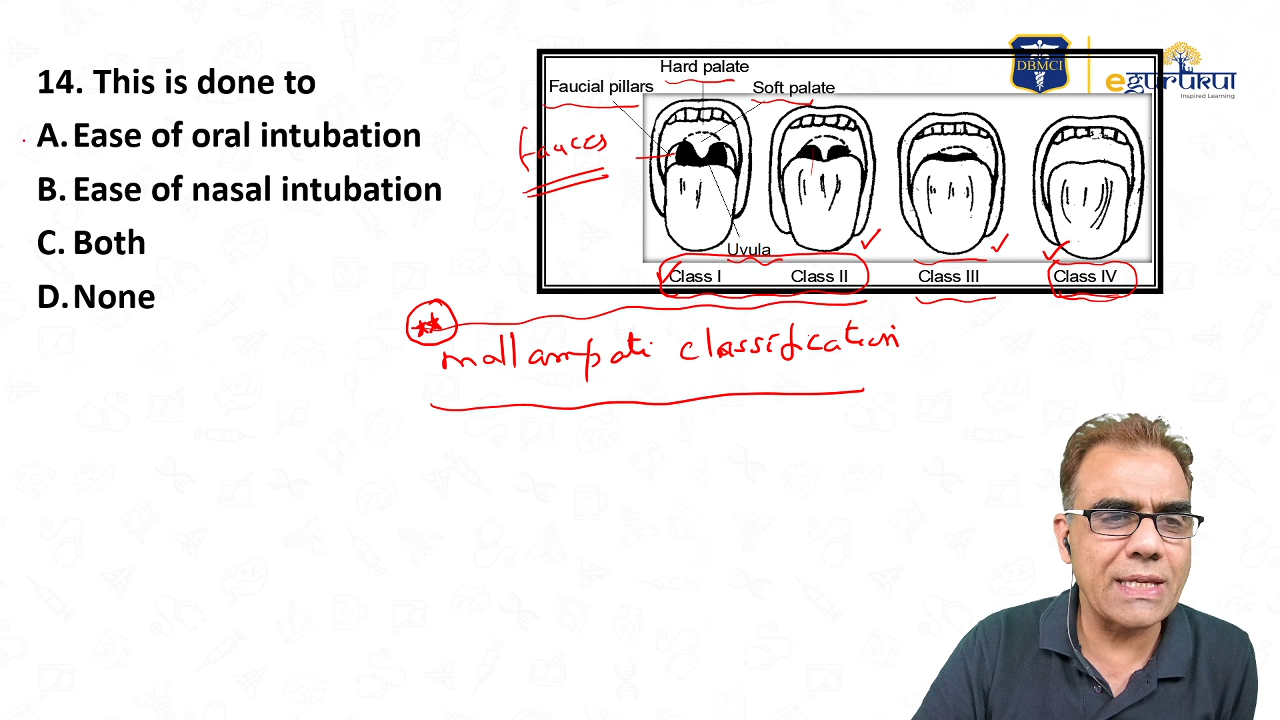 14. This is done to
A. Ease of oral intubation
B. Ease of nasal intubation
C. Both
D. None
DBMCI
egurukul
Inspired Learning
Hard palate
Faucial pillars
Soft palate
fauces
Uvula
Class I
Class II
Class III
Class IV
mallampati classification